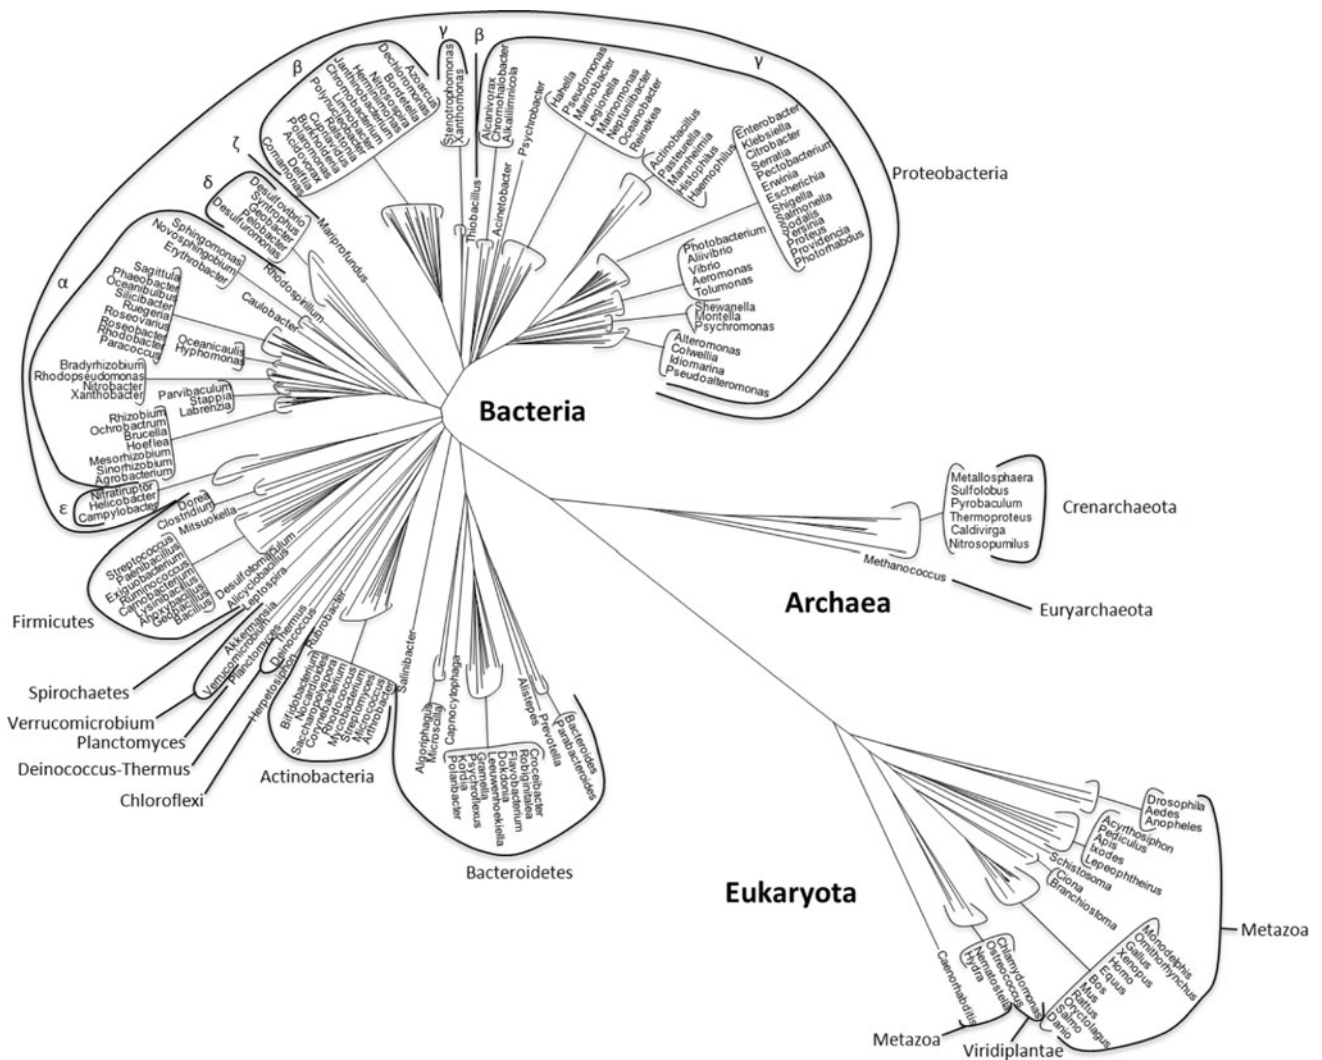 γ
β
γ
β
ζ
δ
α
ε
Dechloromonas
Azoarcus
Bordetella
Nitrosospira
Herminiimonas
Janthinobacterium
Chromobacterium
Limnobacter
Polynucleobacter
Ralstonia
Cupriavidus
Burkholderia
Polaromonas
Acidovorax
Delftia
Comamonas
Stenotrophomonas
Xanthomonas
Thiobacillus
Alcanivorax
Chromohalobacter
Alkalilimnicola
Acinetobacter
Psychrobacter
Hahella
Pseudomonas
Marinobacter
Legionella
Marinomonas
Neptuniibacter
Oceanobacter
Reinekea
Actinobacillus
Pasteurella
Mannheimia
Histophilus
Haemophilus
Enterobacter
Klebsiella
Citrobacter
Serratia
Pectobacterium
Erwinia
Escherichia
Shigella
Salmonella
Sodalis
Yersinia
Proteus
Providencia
Photorhabdus
Proteobacteria
Photobacterium
Aliivibrio
Vibrio
Aeromonas
Tolumonas
Shewanella
Moritella
Psychromonas
Alteromonas
Colwellia
Idiomarina
Pseudoalteromonas
Mariprofundus
Desulfovibrio
Syntrophus
Geobacter
Pelobacter
Desulfuromonas
Rhodospirillum
Sphingomonas
Novosphingobium
Erythrobacter
Caulobacter
Sagittula
Phaeobacter
Oceanibulbus
Silicibacter
Ruegeria
Roseovarius
Roseobacter
Rhodobacter
Paracoccus
Oceanicaulis
Hyphomonas
Bradyrhizobium
Rhodopseudomonas
Nitrobacter
Xanthobacter
Parvibaculum
Stappia
Labrenzia
Rhizobium
Ochrobactrum
Brucella
Hoeflea
Mesorhizobium
Sinorhizobium
Agrobacterium
Nitratiruptor
Helicobacter
Campylobacter
Bacteria
Dorea
Clostridium
Mitsuokella
Streptococcus
Paenibacillus
Exiguobacterium
Ruminococcus
Carnobacterium
Lysinibacillus
Anoxybacillus
Geobacillus
Bacillus
Desulfotomaculum
Alicyclobacillus
Leptospira
Firmicutes
Akkermansia
Verrucomicrobium
Planctomyces
Thermus
Deinococcus
Herpetosiphon
Rubrobacter
Spirochaetes
Verrucomicrobium
Planctomyces
Deinococcus-Thermus
Chloroflexi
Bifidobacterium
Nocardioides
Saccharopolyspora
Corynebacterium
Rhodococcus
Mycobacterium
Streptomyces
Micrococcus
Arthrobacter
Actinobacteria
Salinibacter
Algoriphagus
Microscilla
Capnocytophaga
Croceibacter
Robiginitalea
Flavobacterium
Dokdonia
Leeuwenhoekiella
Gramella
Psychroflexus
Kordia
Polaribacter
Alistepes
Prevotella
Bacteroides
Parabacteroides
Bacteroidetes
Metallosphaera
Sulfolobus
Pyrobaculum
Thermoproteus
Caldivirga
Nitrosopumilus
Crenarchaeota
Methanococcus
Euryarchaeota
Archaea
Eukaryota
Drosophila
Aedes
Anopheles
Acyrthosiphon
Pediculus
Apis
Ixodes
Lepeophtheirus
Schistosoma
Ciona
Branchiostoma
Metazoa
Monodelphis
Ornithorhynchus
Gallus
Xenopus
Homo
Equus
Bos
Mus
Rattus
Oryctolagus
Salmo
Danio
Chlamydomonas
Ostreococcus
Nematostella
Hydra
Caenorhabditis
Metazoa
Viridiplantae